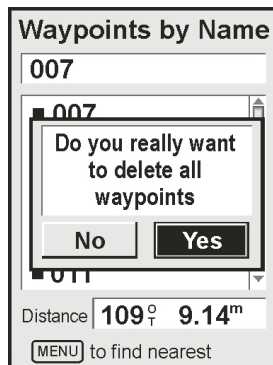 Waypoints by Name
007
007
Do you really want
to delete all
waypoints
No
Yes
011
Distance 109°T 9.14m
MENU to find nearest